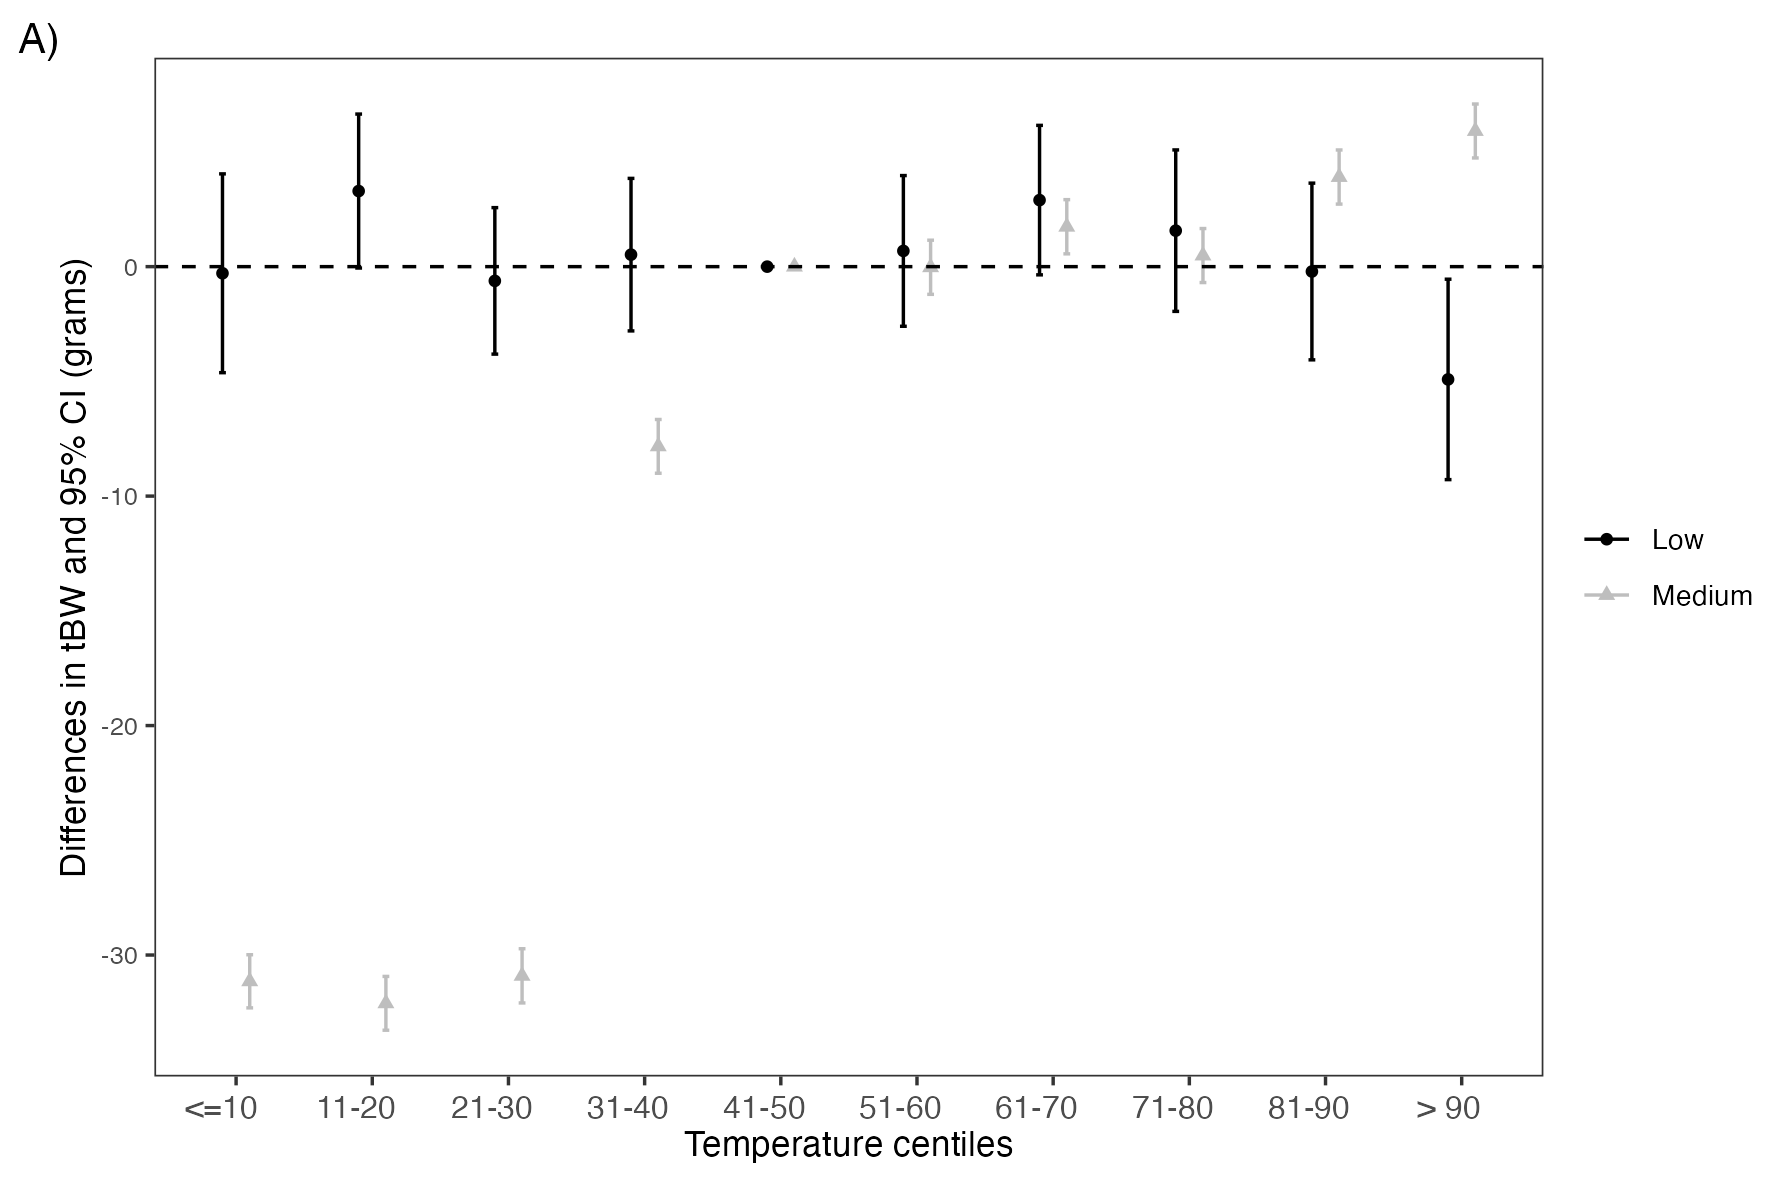 A)
Differences in tBW and 95% CI (grams)
0
-10
-20
-30
<=10 11-20 21-30 31-40 41-50 51-60 61-70 71-80 81-90 > 90
Temperature centiles
Low
Medium